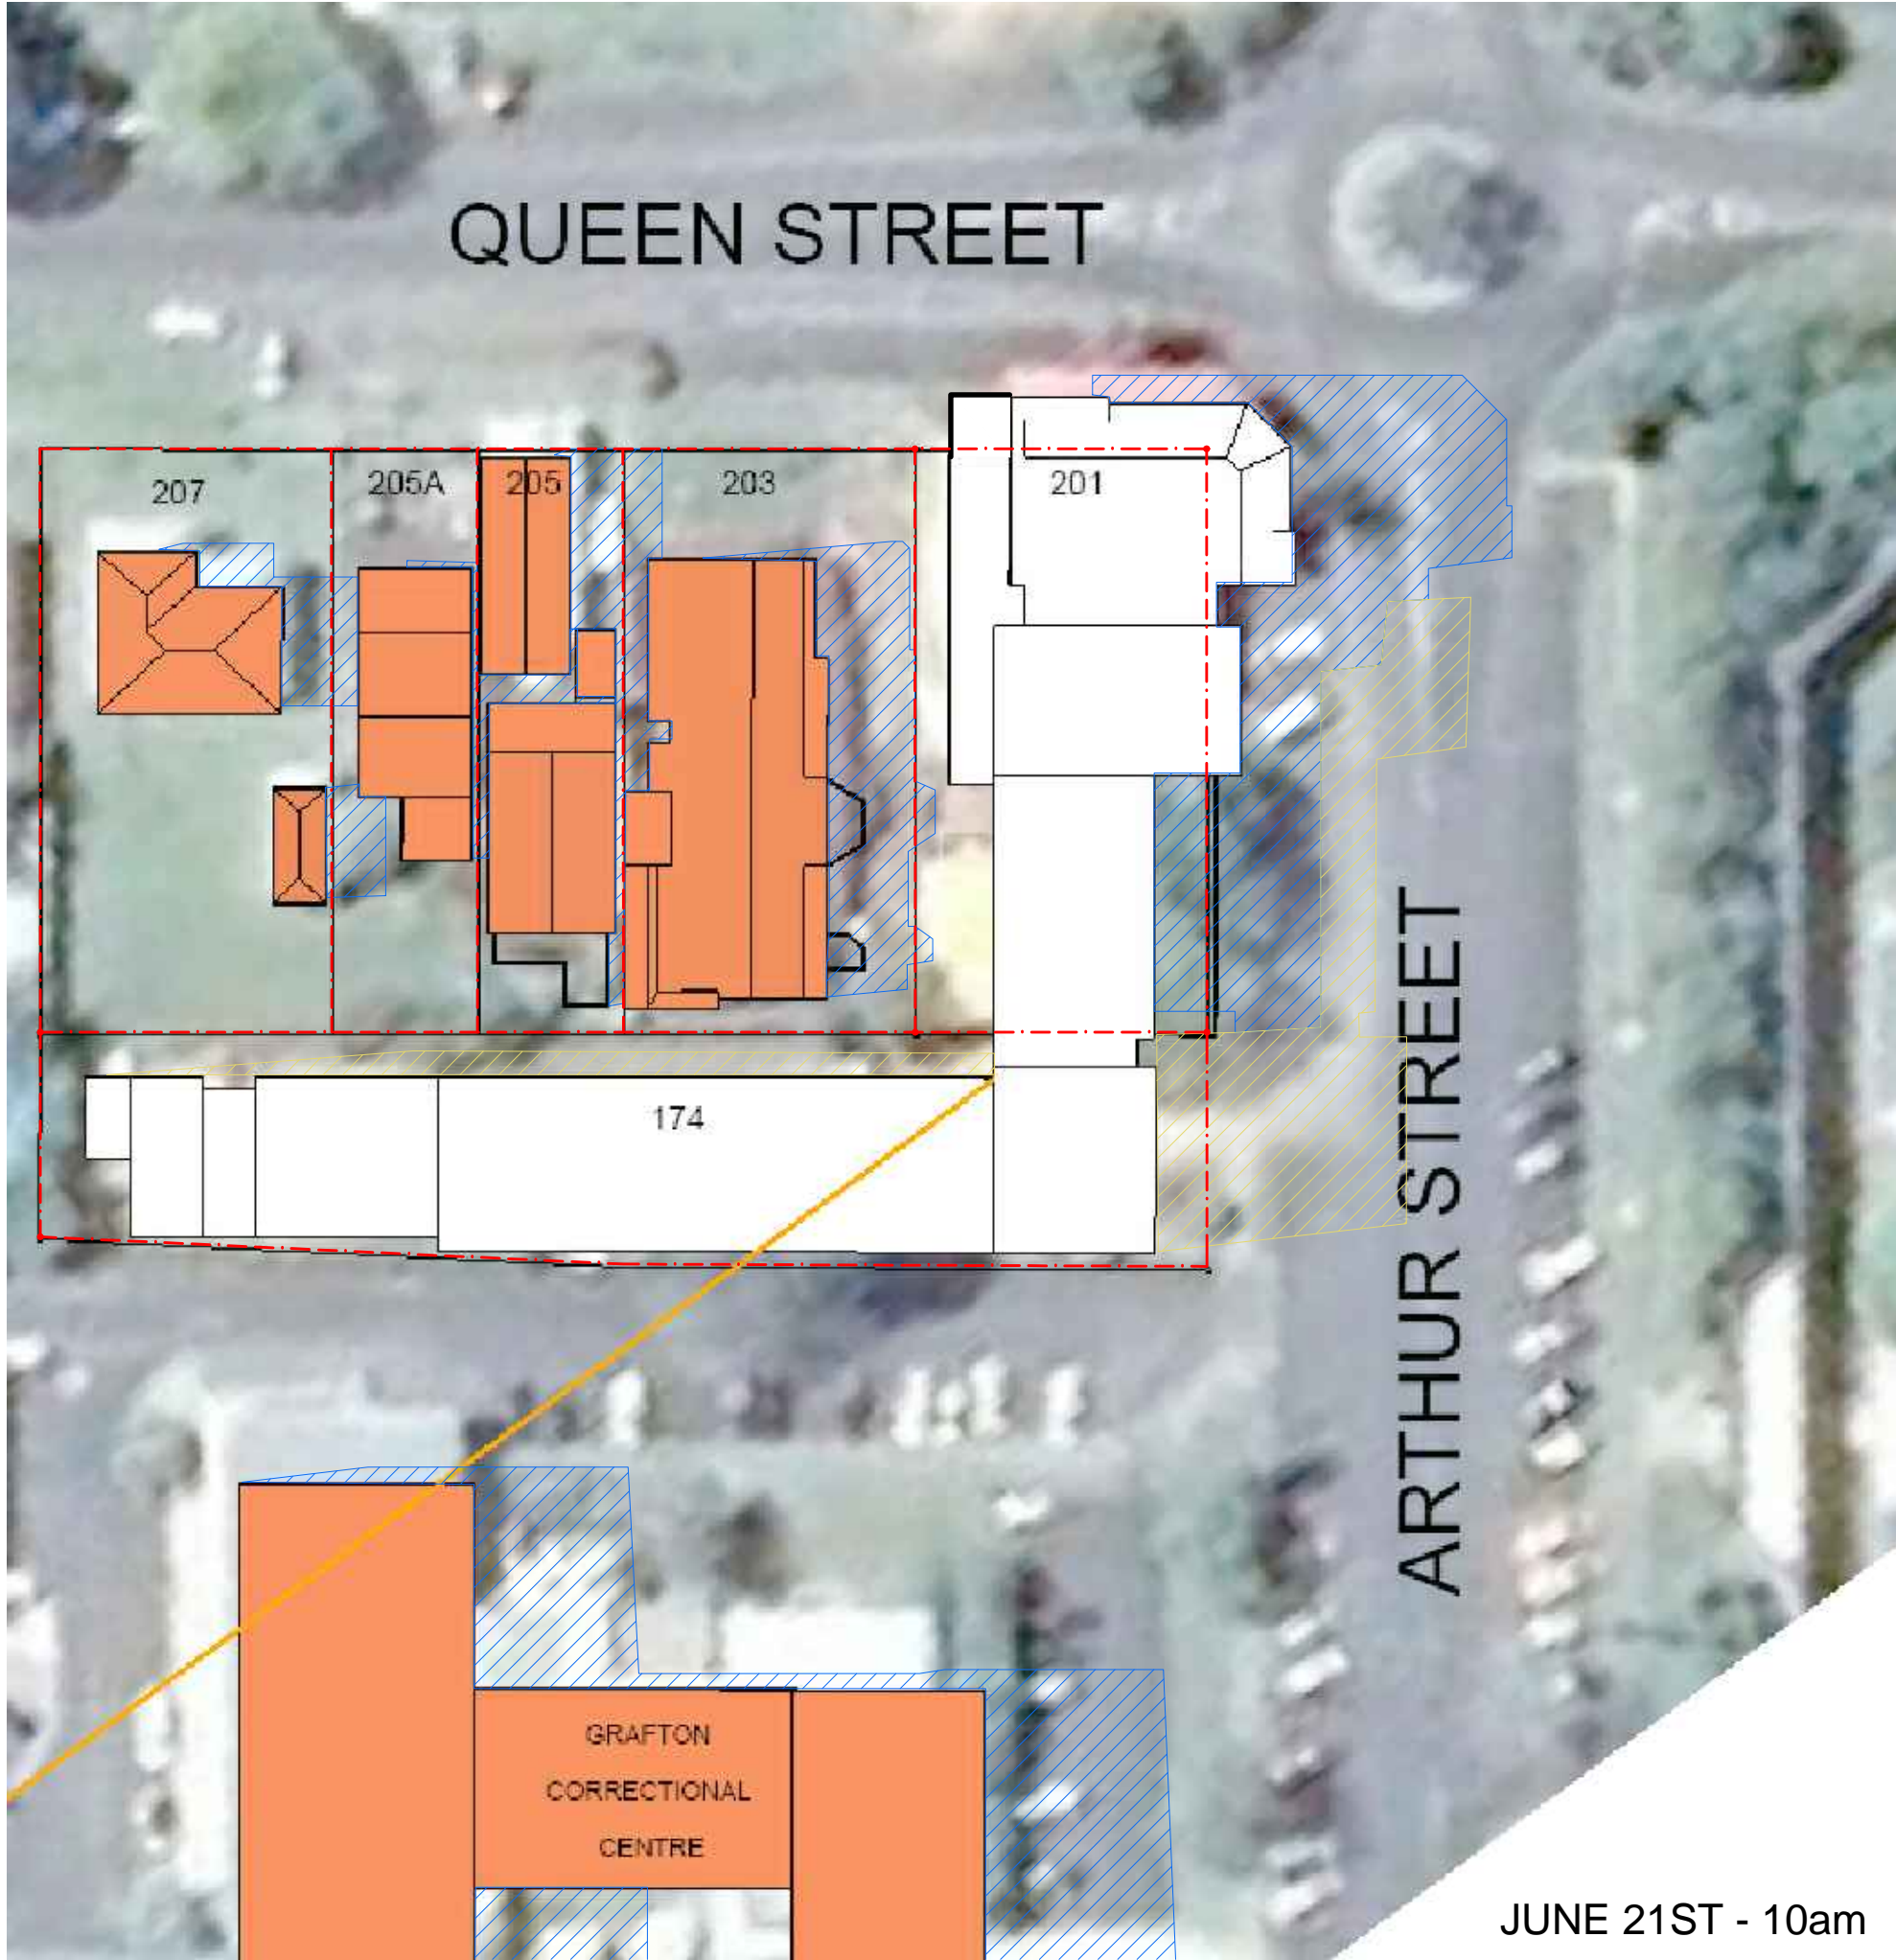 QUEEN STREET
207
205A
205
203
201
174
ARTHUR STREET
GRAFTON
CORRECTIONAL
CENTRE
JUNE 21ST - 10am